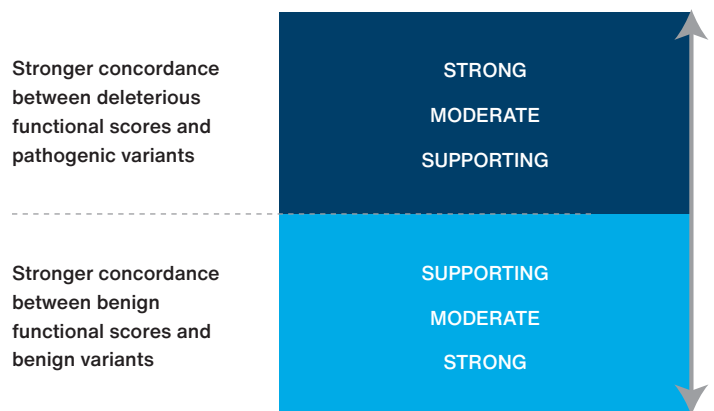 Stronger concordance
between deleterious
functional scores and
pathogenic variants
STRONG
MODERATE
SUPPORTING
Stronger concordance
between benign
functional scores and
benign variants
SUPPORTING
MODERATE
STRONG